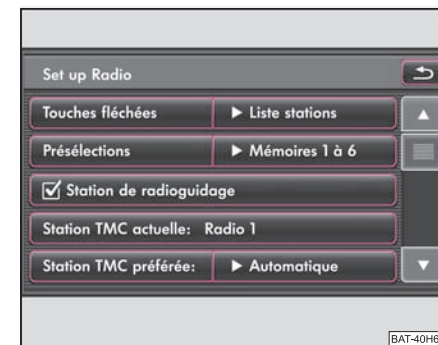 Set up Radio
Touches fléchées ► Liste stations
Présélections ► Mémoires 1 à 6
Station de radioguidage
Station TMC actuelle: Radio 1
Station TMC préférée: ► Automatique
BAT-40H6